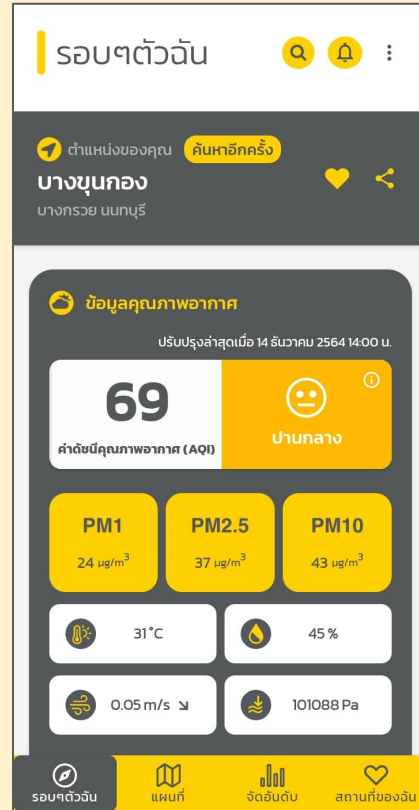 รอบๆตัวฉัน
ตำแหน่งของคุณ ค้นหาอีกครั้ง
บางขุนกอง
บางกรวย นนทบุรี
ข้อมูลคุณภาพอากาศ
ปรับปรุงล่าสุดเมื่อ 14 ธันวาคม 2564 14:00 น.
69
ค่าดัชนีคุณภาพอากาศ (AQI)
ปานกลาง
PM1 PM2.5 PM10
24 µg/m³ 37 µg/m³ 43 µg/m³
31°C 45 %
0.05 m/s 101088 Pa
รอบๆตัวฉัน แผนที่ จัดอันดับ สถานที่ของฉัน